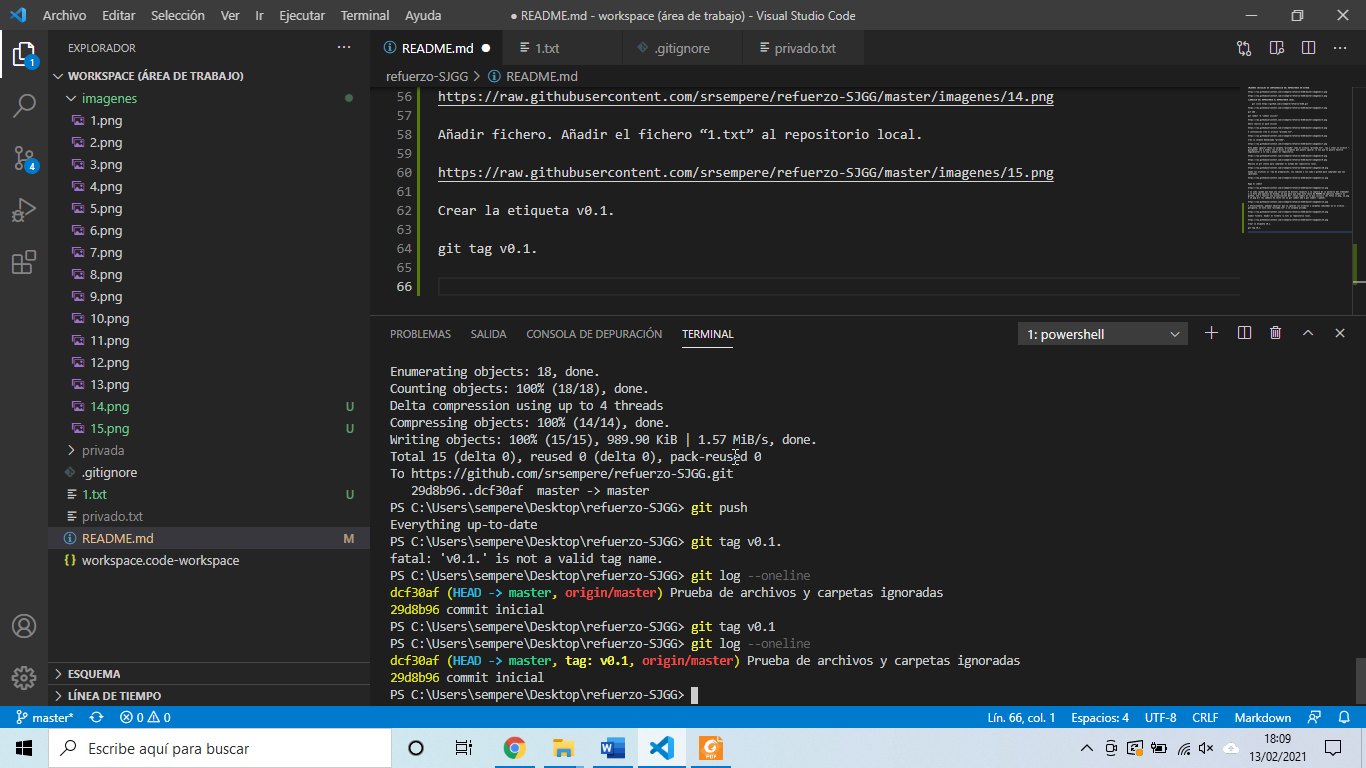 Archivo Editar Selección Ver Ir Ejecutar Terminal Ayuda
● README.md - workspace (área de trabajo) - Visual Studio Code
EXPLORADOR
WORKSPACE (ÁREA DE TRABAJO)
imagenes
1.png
2.png
3.png
4.png
5.png
6.png
7.png
8.png
9.png
10.png
11.png
12.png
13.png
14.png U
15.png U
privada
.gitignore
1.txt U
privado.txt
README.md M
workspace.code-workspace
ESQUEMA
LÍNEA DE TIEMPO
1
4
README.md
1.txt
.gitignore
privado.txt
refuerzo-SJGG > README.md
56 https://raw.githubusercontent.com/srsempere/refuerzo-SJGG/master/imagenes/14.png
57
58 Añadir fichero. Añadir el fichero “1.txt” al repositorio local.
59
60 https://raw.githubusercontent.com/srsempere/refuerzo-SJGG/master/imagenes/15.png
61
62 Crear la etiqueta v0.1.
63
64 git tag v0.1.
65
66
PROBLEMAS SALIDA CONSOLA DE DEPURACIÓN TERMINAL
1: powershell
Enumerating objects: 18, done.
Counting objects: 100% (18/18), done.
Delta compression using up to 4 threads
Compressing objects: 100% (14/14), done.
Writing objects: 100% (15/15), 989.90 KiB | 1.57 MiB/s, done.
Total 15 (delta 0), reused 0 (delta 0), pack-reused 0
To https://github.com/srsempere/refuerzo-SJGG.git
29d8b96..dcf30af master -> master
PS C:\Users\sempere\Desktop\refuerzo-SJGG> git push
Everything up-to-date
PS C:\Users\sempere\Desktop\refuerzo-SJGG> git tag v0.1.
fatal: 'v0.1.' is not a valid tag name.
PS C:\Users\sempere\Desktop\refuerzo-SJGG> git log --oneline
dcf30af (HEAD -> master, origin/master) Prueba de archivos y carpetas ignoradas
29d8b96 commit inicial
PS C:\Users\sempere\Desktop\refuerzo-SJGG> git tag v0.1
PS C:\Users\sempere\Desktop\refuerzo-SJGG> git log --oneline
dcf30af (HEAD -> master, tag: v0.1, origin/master) Prueba de archivos y carpetas ignoradas
29d8b96 commit inicial
PS C:\Users\sempere\Desktop\refuerzo-SJGG>
master* 0 0
Lín. 66, col. 1 Espacios: 4 UTF-8 CRLF Markdown
Escribe aquí para buscar
18:09
13/02/2021